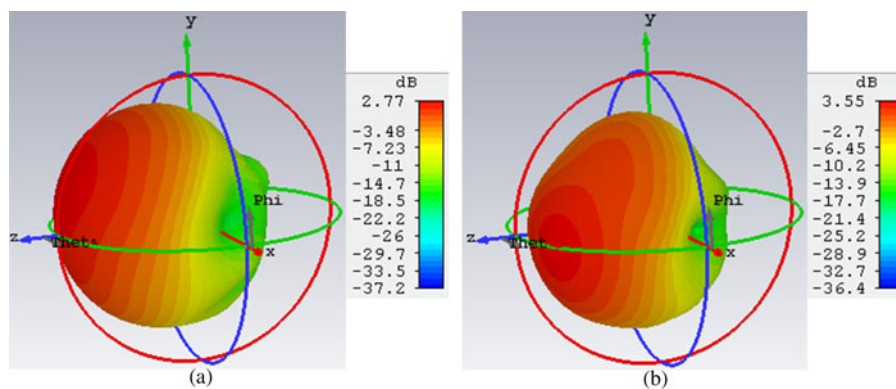 y
dB
2.77
-3.48
-7.23
-11
-14.7
-18.5
-22.2
-26
-29.7
-33.5
-37.2
Phi
z
Theta
x
(a)
y
dB
3.55
-2.7
-6.45
-10.2
-13.9
-17.7
-21.4
-25.2
-28.9
-32.7
-36.4
Phi
z
Thet
x
(b)